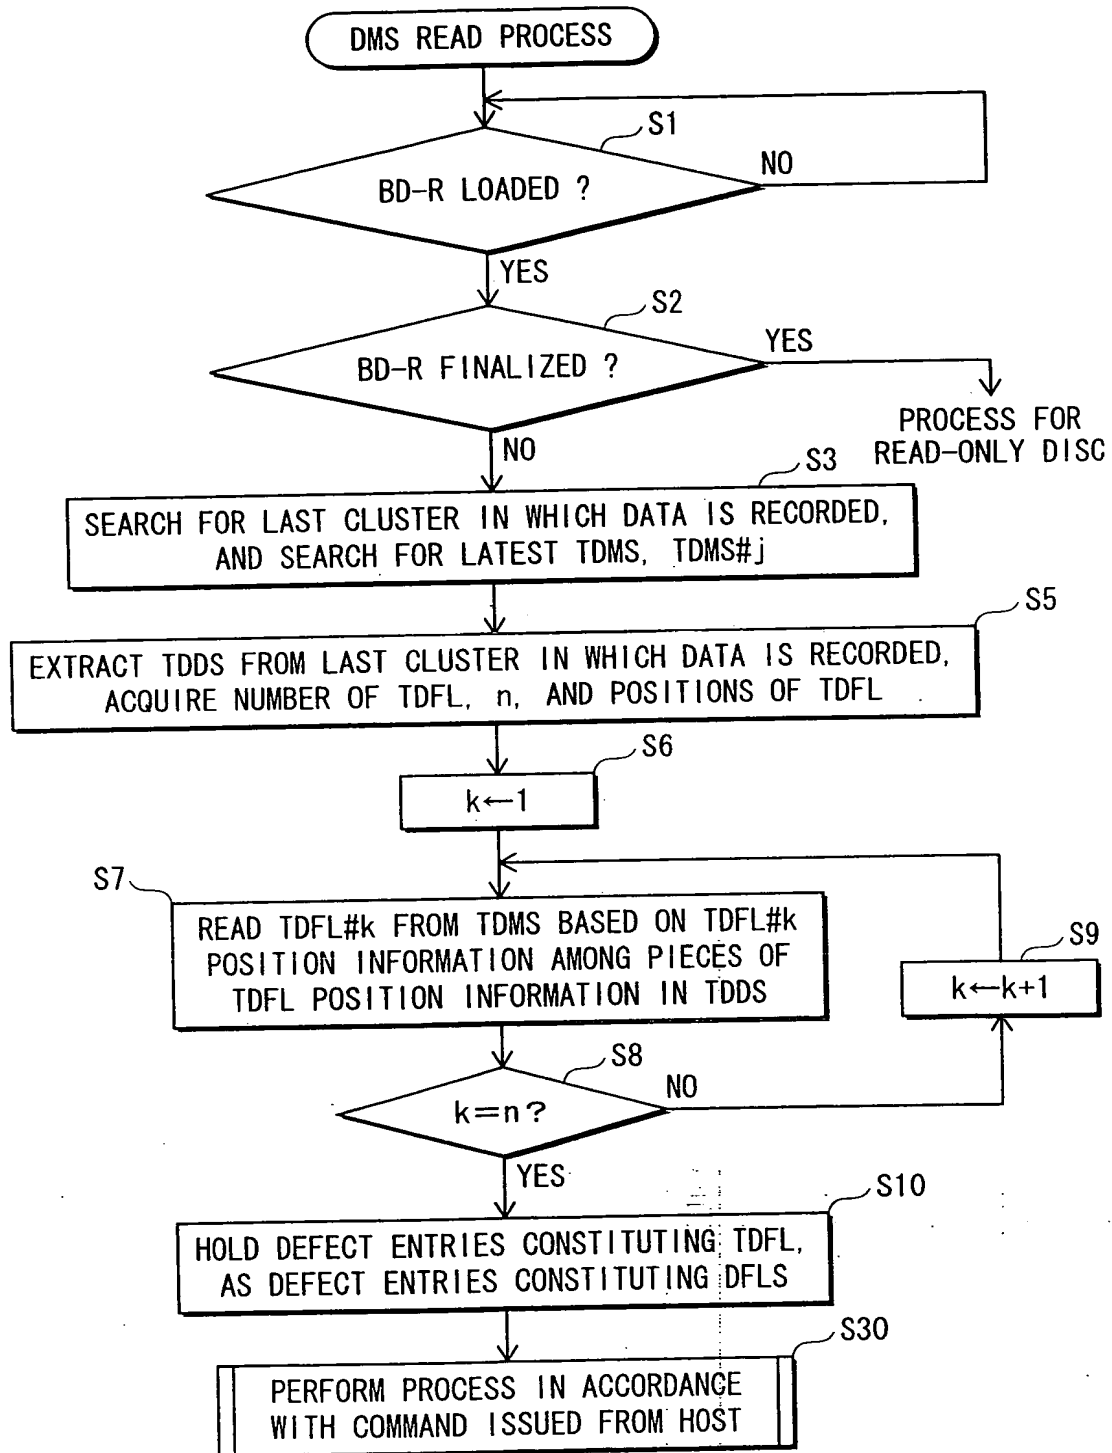 DMS READ PROCESS
S1
BD-R LOADED ?
NO
YES
S2
BD-R FINALIZED ?
YES
NO
PROCESS FOR
READ-ONLY DISC
S3
SEARCH FOR LAST CLUSTER IN WHICH DATA IS RECORDED,
AND SEARCH FOR LATEST TDMS, TDMS#j
S5
EXTRACT TDDS FROM LAST CLUSTER IN WHICH DATA IS RECORDED,
ACQUIRE NUMBER OF TDFL, n, AND POSITIONS OF TDFL
S6
k←1
S7
READ TDFL#k FROM TDMS BASED ON TDFL#k
POSITION INFORMATION AMONG PIECES OF
TDFL POSITION INFORMATION IN TDDS
S9
k←k+1
S8
k=n?
NO
YES
S10
HOLD DEFECT ENTRIES CONSTITUTING TDFL,
AS DEFECT ENTRIES CONSTITUTING DFLS
S30
PERFORM PROCESS IN ACCORDANCE
WITH COMMAND ISSUED FROM HOST